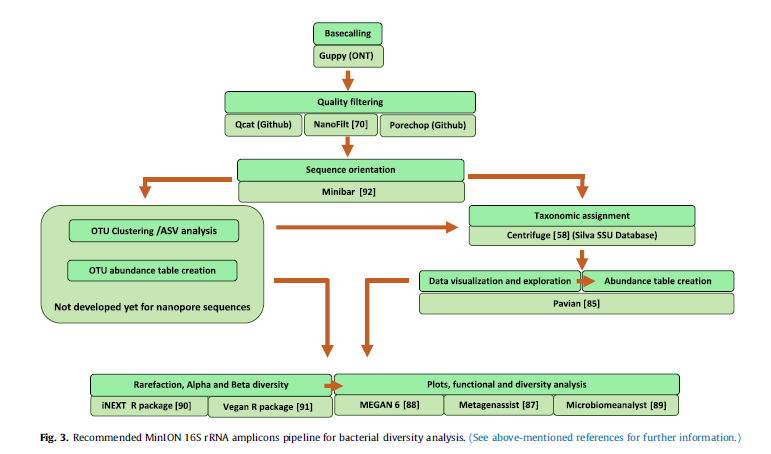 Basecalling
Guppy (ONT)
Quality filtering
Qcat (Github)
NanoFilt [70]
Porechop (Github)
Sequence orientation
Minibar [92]
OTU Clustering /ASV analysis
OTU abundance table creation
Not developed yet for nanopore sequences
Taxonomic assignment
Centrifuge [58] (Silva SSU Database)
Data visualization and exploration
Abundance table creation
Pavian [85]
Rarefaction, Alpha and Beta diversity
iNEXT R package [90]
Vegan R package [91]
Plots, functional and diversity analysis
MEGAN 6 [88]
Metagenassist [87]
Microbiomeanalyst [89]
Fig. 3. Recommended MinION 16S rRNA amplicons pipeline for bacterial diversity analysis. (See above-mentioned references for further information.)